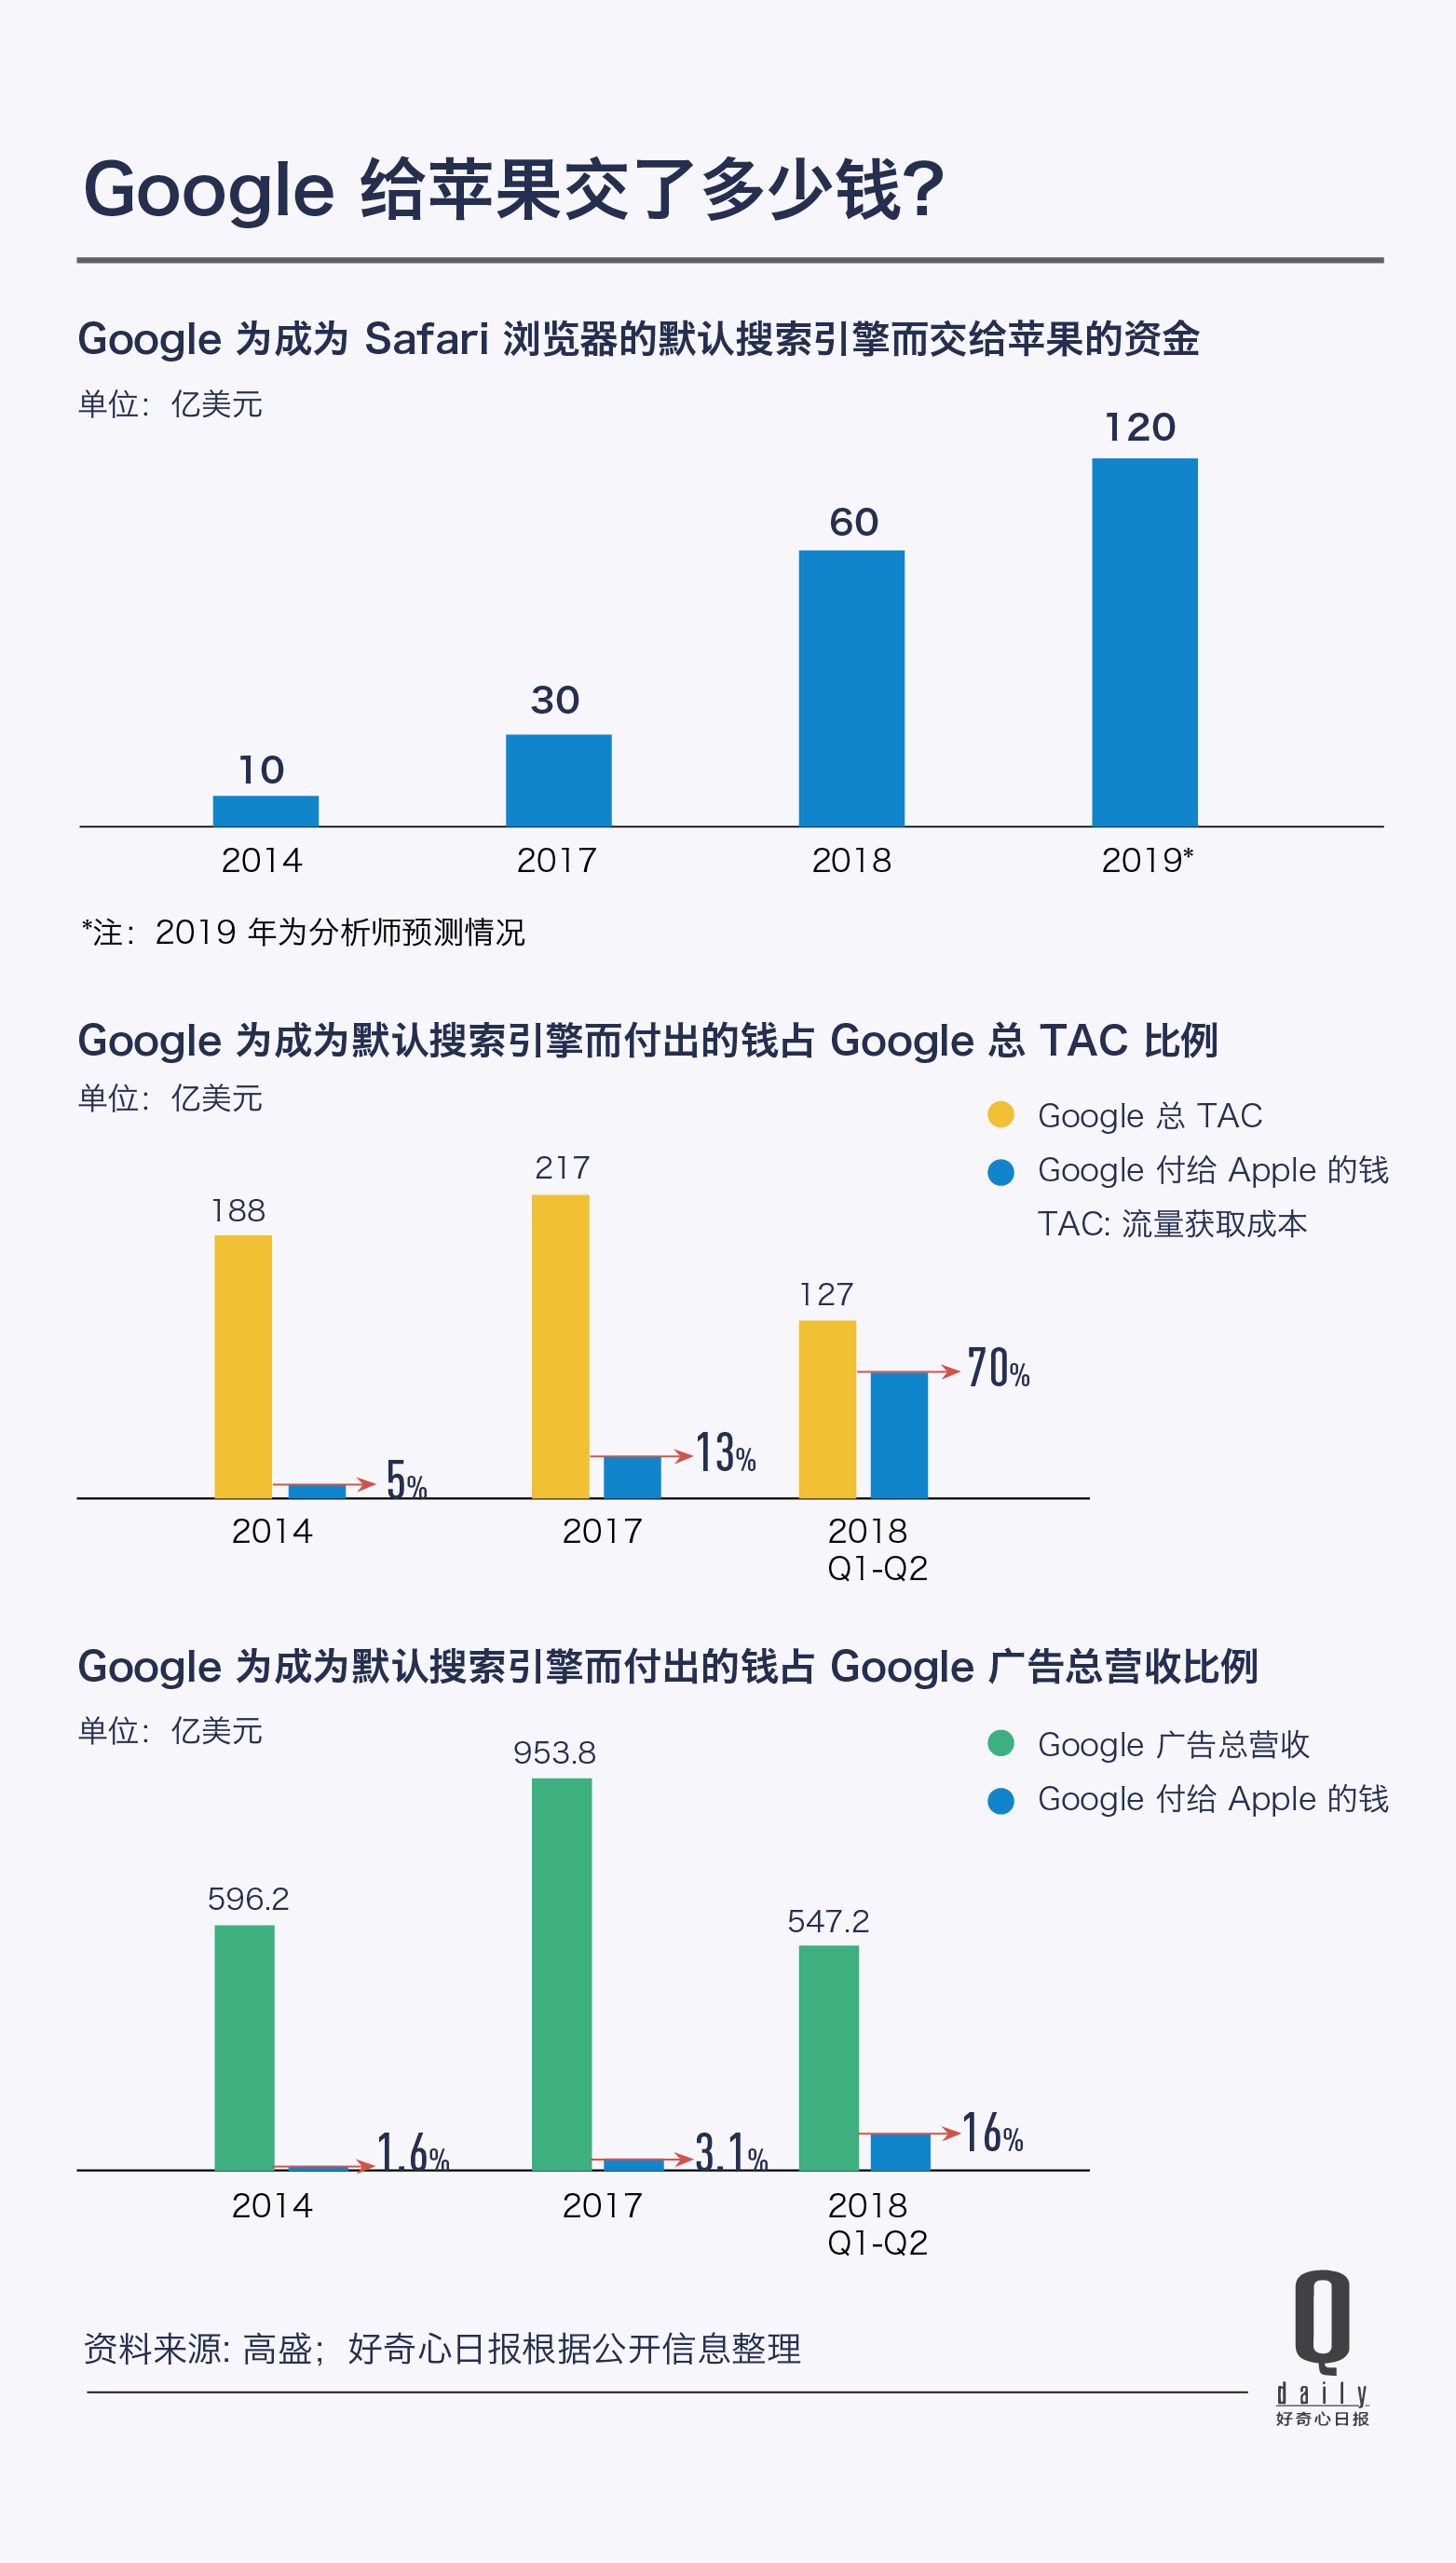 Google 给苹果交了多少钱?
Google 为成为 Safari 浏览器的默认搜索引擎而交给苹果的资金
单位：亿美元
120
60
30
10
2014 2017 2018 2019*
*注：2019 年为分析师预测情况
Google 为成为默认搜索引擎而付出的钱占 Google 总 TAC 比例
单位：亿美元
Google 总 TAC
Google 付给 Apple 的钱
TAC: 流量获取成本
217
188
127
70%
13%
5%
2014 2017 2018
Q1-Q2
Google 为成为默认搜索引擎而付出的钱占 Google 广告总营收比例
单位：亿美元
Google 广告总营收
Google 付给 Apple 的钱
953.8
596.2
547.2
1.6% 3.1% 16%
2014 2017 2018
Q1-Q2
资料来源: 高盛；好奇心日报根据公开信息整理
Q
daily
好奇心日报